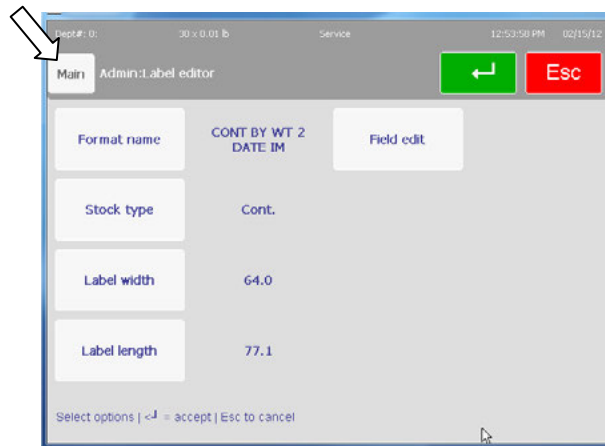 Dept#: 0: 30 x 0.01 lb Service 12:53:50 PM 02/15/12
Main Admin:Label editor ↵ Esc
Format name CONT BY WT 2 DATE IM Field edit
Stock type Cont.
Label width 64.0
Label length 77.1
Select options | <┘ = accept | Esc to cancel